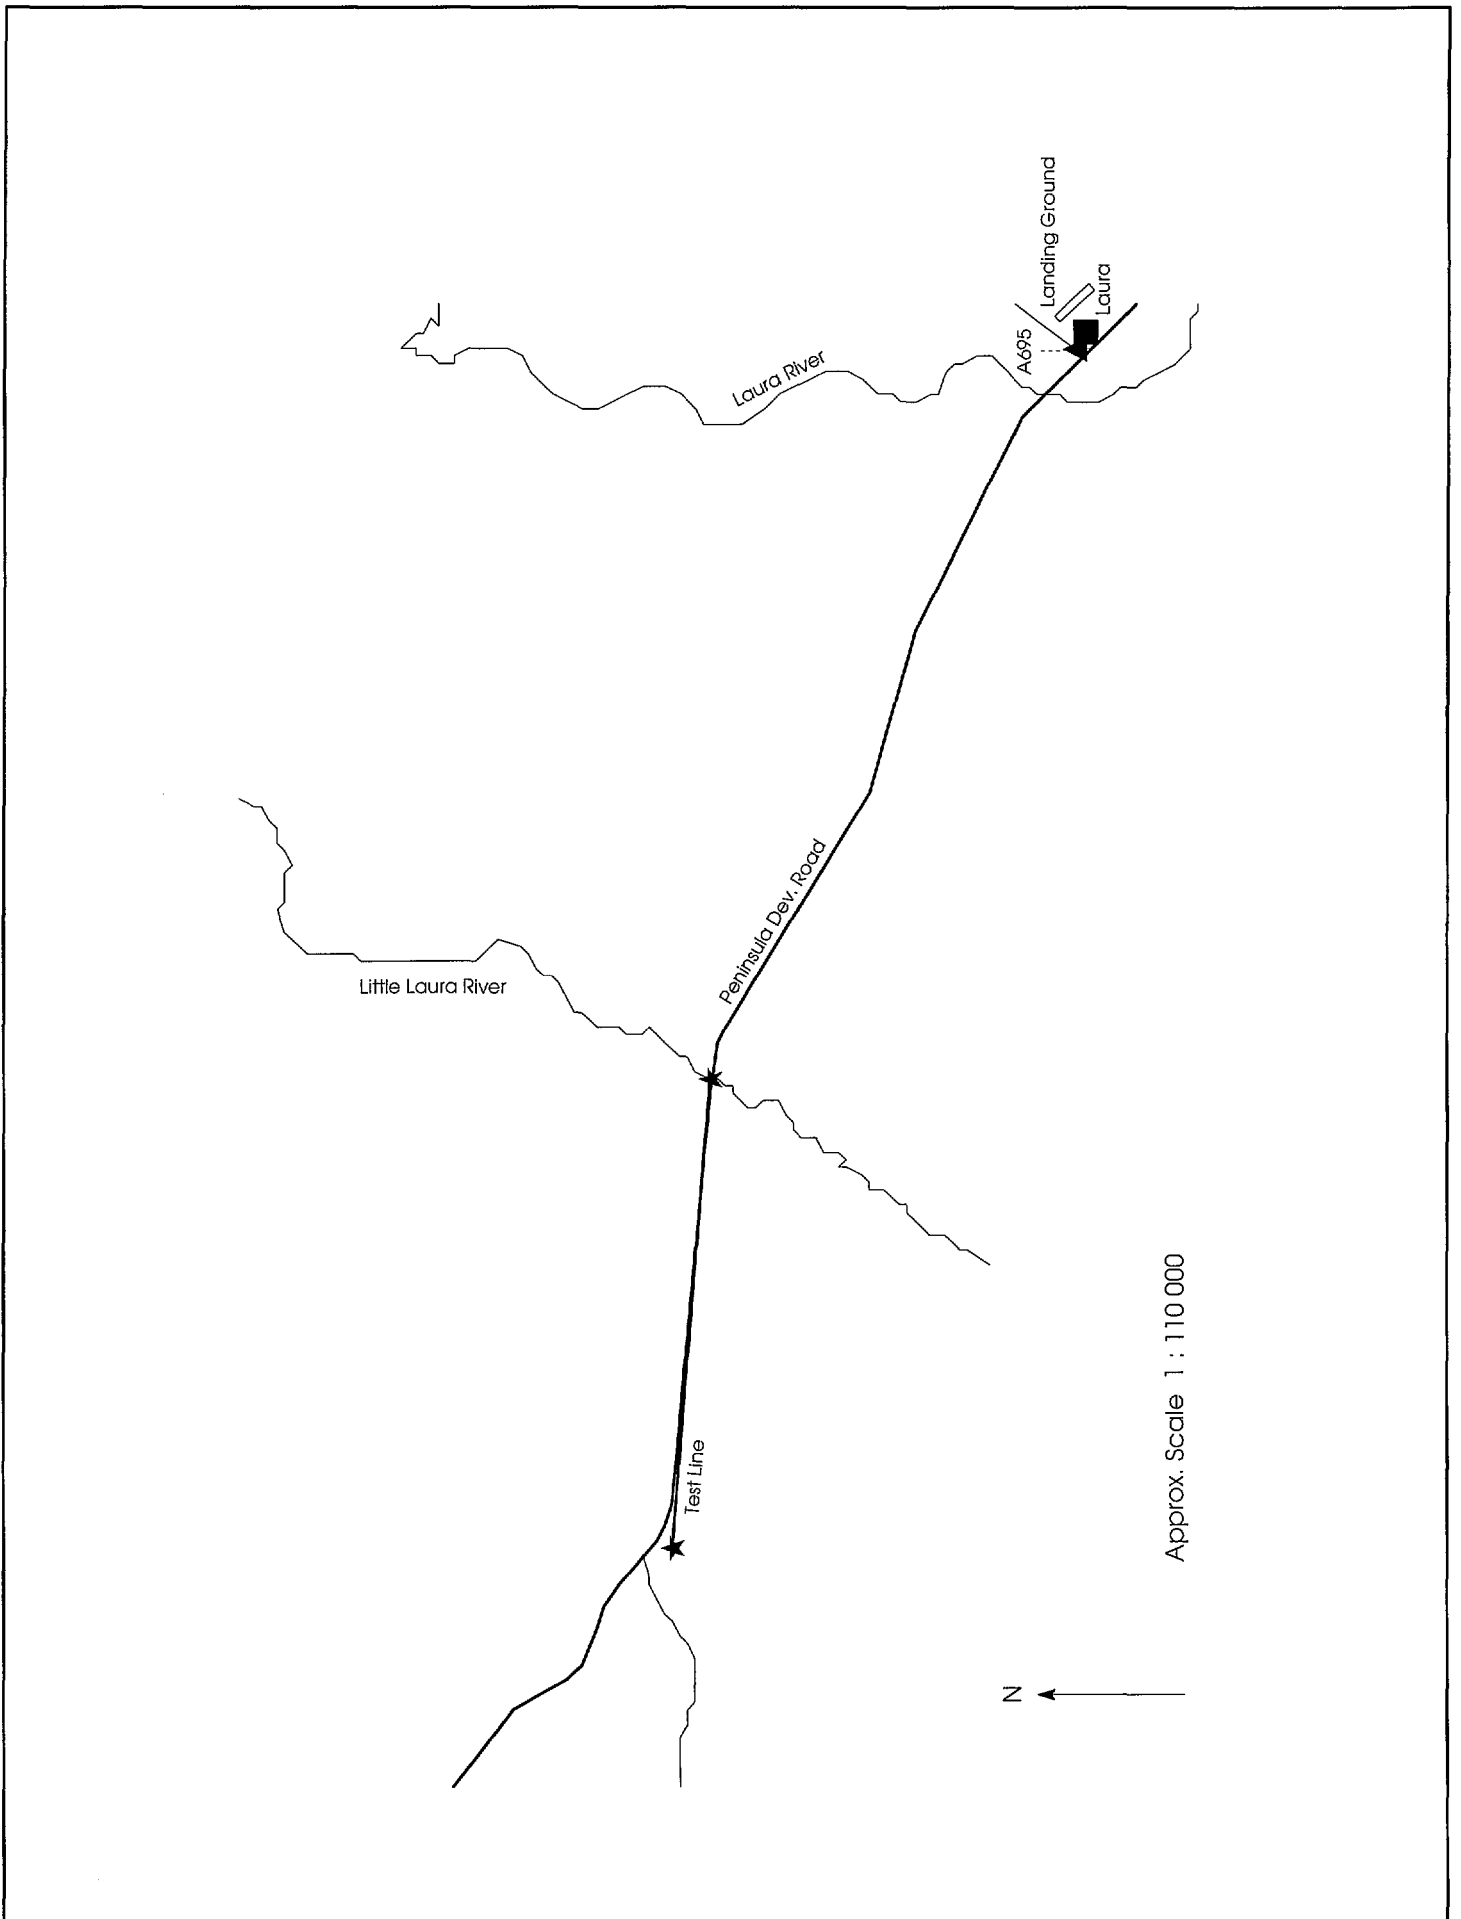 Landing Ground
A695
Laura
Laura River
Peninsula Dev. Road
Little Laura River
Test Line
Approx. Scale 1 : 110 000
N